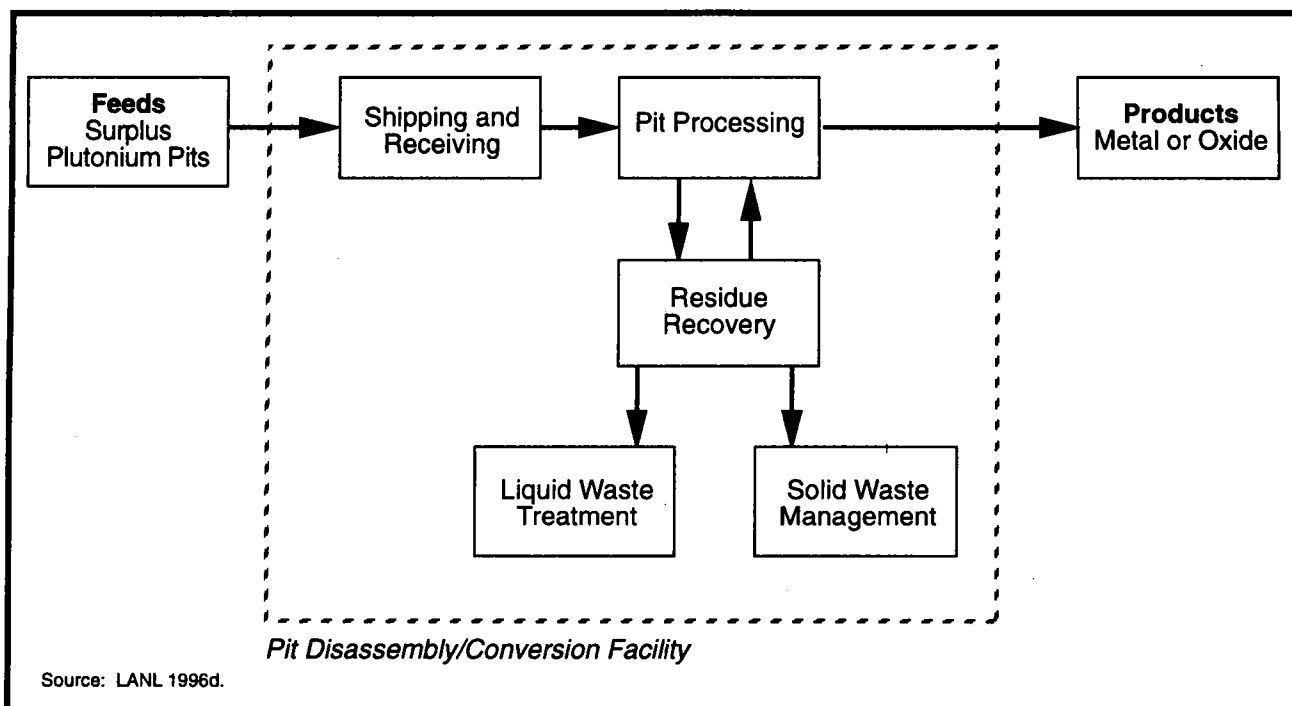 Feeds
Surplus
Plutonium Pits
Shipping and
Receiving
Pit Processing
Products
Metal or Oxide
Residue
Recovery
Liquid Waste
Treatment
Solid Waste
Management
Pit Disassembly/Conversion Facility
Source: LANL 1996d.